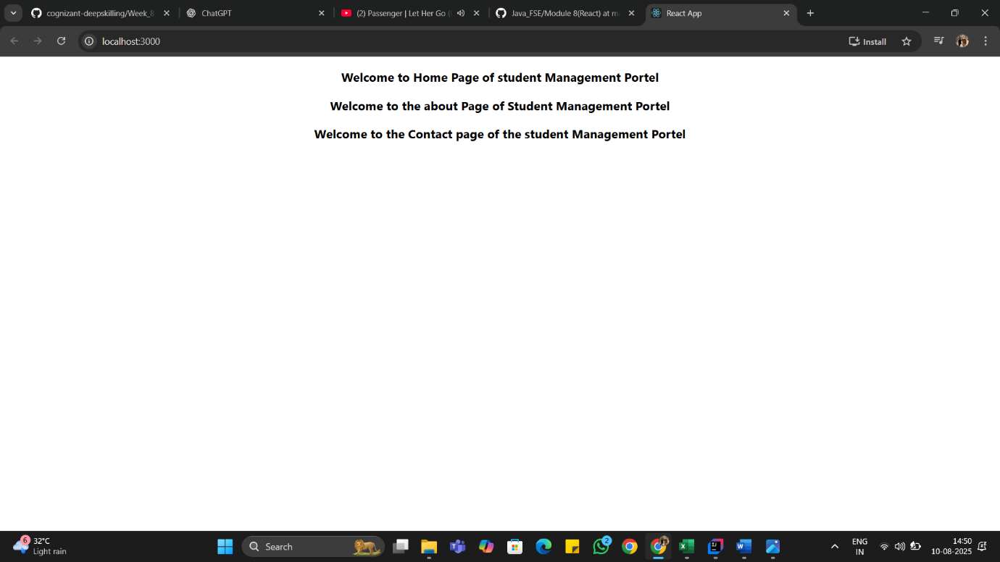 cognizant-deepskilling/Week_8
ChatGPT
(2) Passenger | Let Her Go (
Java_FSE/Module 8(React) at m
React App
localhost:3000
Install
Welcome to Home Page of student Management Portel
Welcome to the about Page of Student Management Portel
Welcome to the Contact page of the student Management Portel
6
32°C
Light rain
Search
2
ENG
IN
14:50
10-08-2025